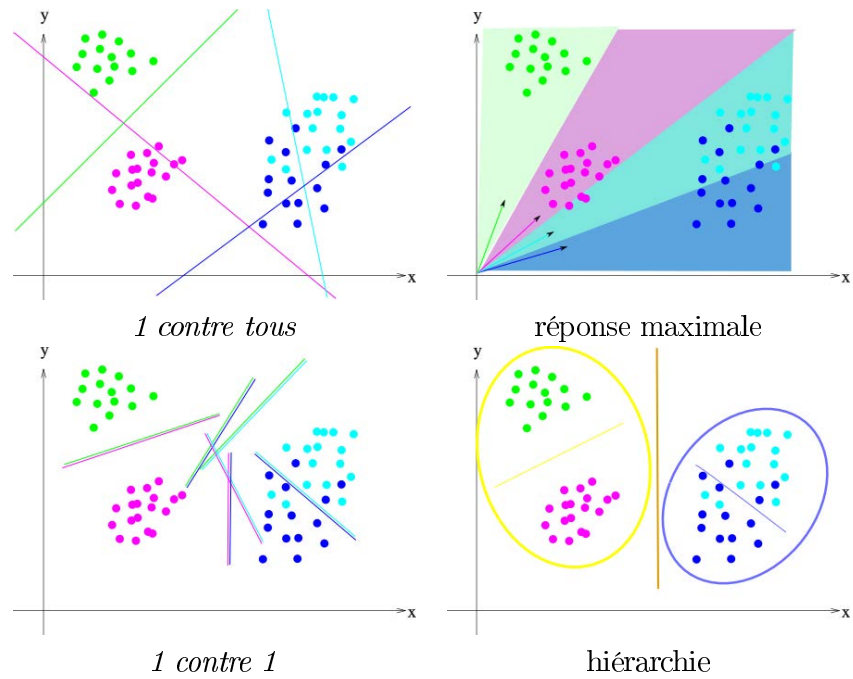 y
y
x
x
1 contre tous
réponse maximale
y
y
x
x
1 contre 1
hiérarchie